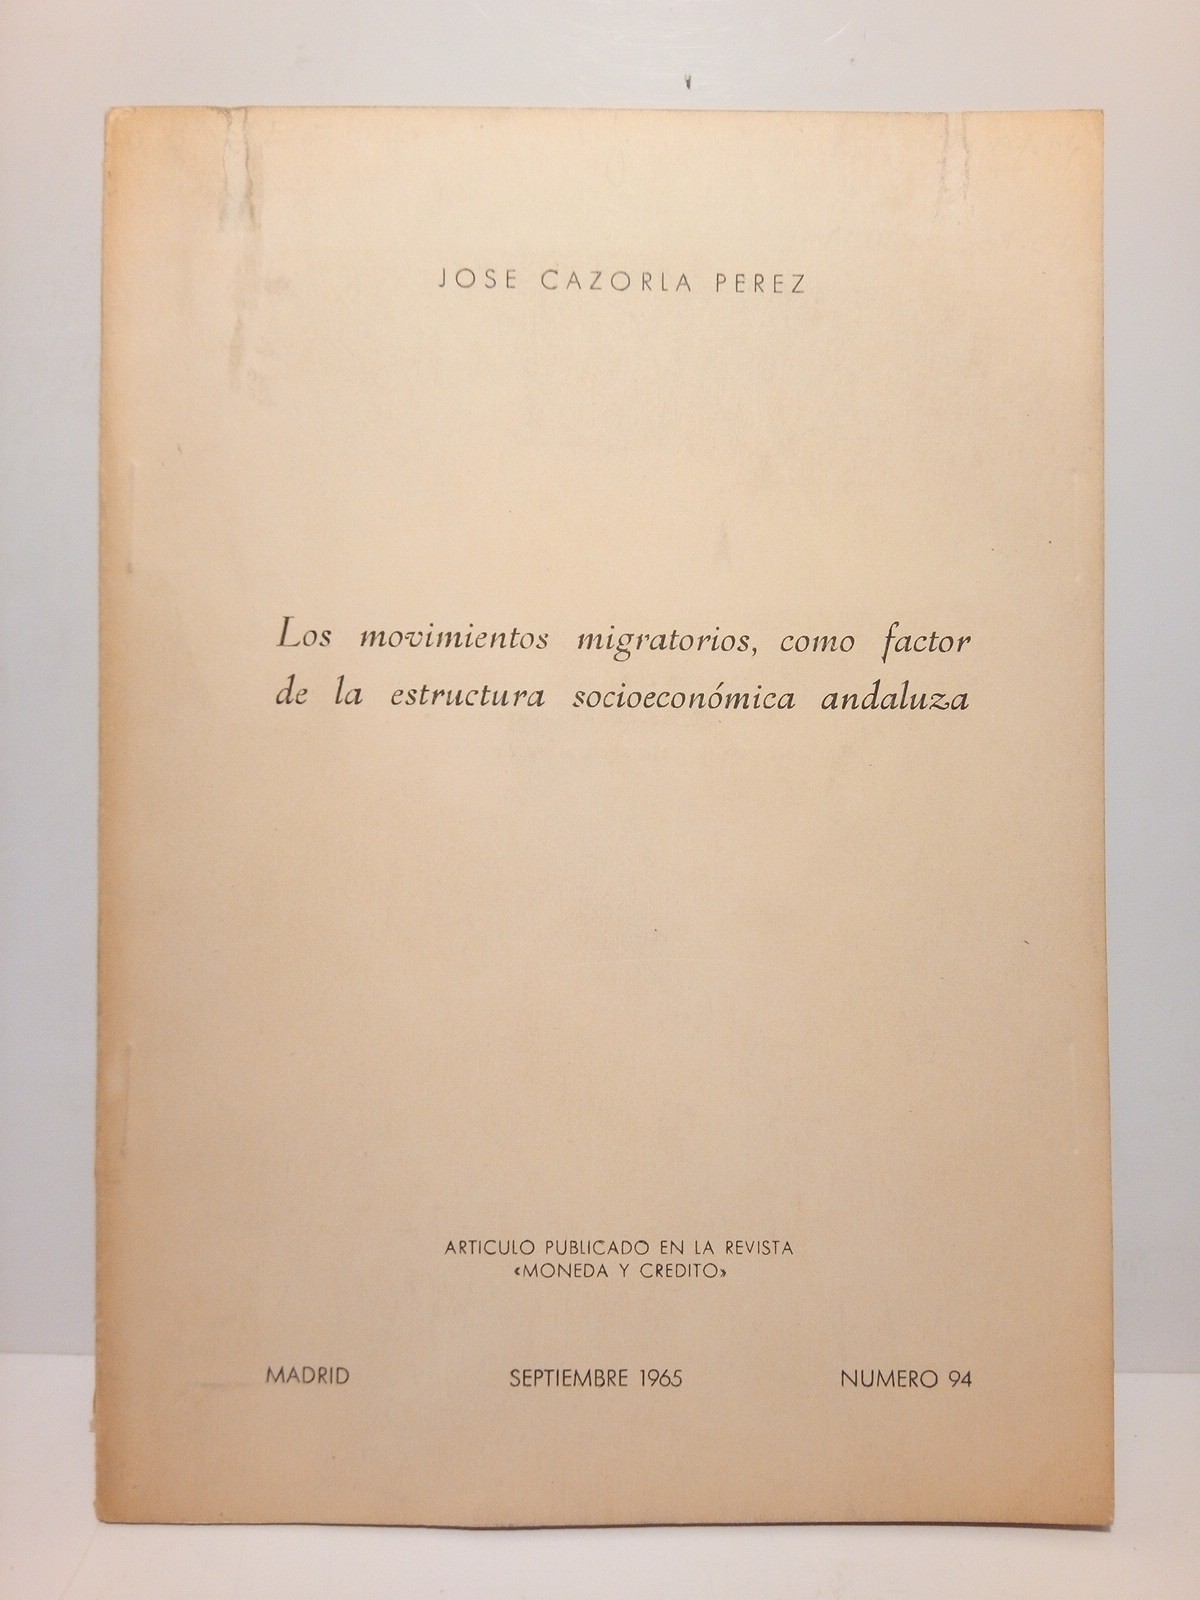 JOSE CAZORLA PEREZ
Los movimientos migratorios, como factor
de la estructura socioeconómica andaluza
ARTICULO PUBLICADO EN LA REVISTA
«MONEDA Y CREDITO»
MADRID SEPTIEMBRE 1965 NUMERO 94